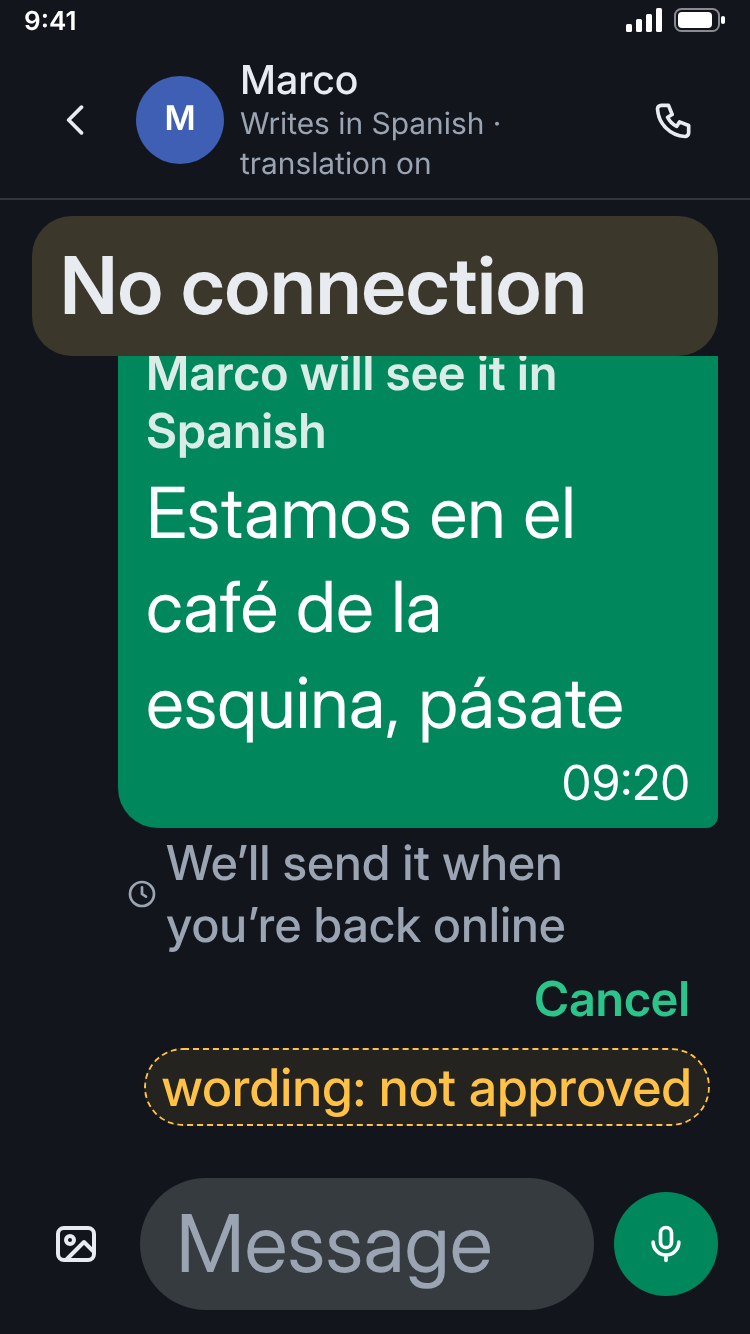 9:41
M
Marco
Writes in Spanish ·
translation on
No connection
Marco will see it in
Spanish
Estamos en el
café de la
esquina, pásate
09:20
We’ll send it when
you’re back online
Cancel
wording: not approved
Message